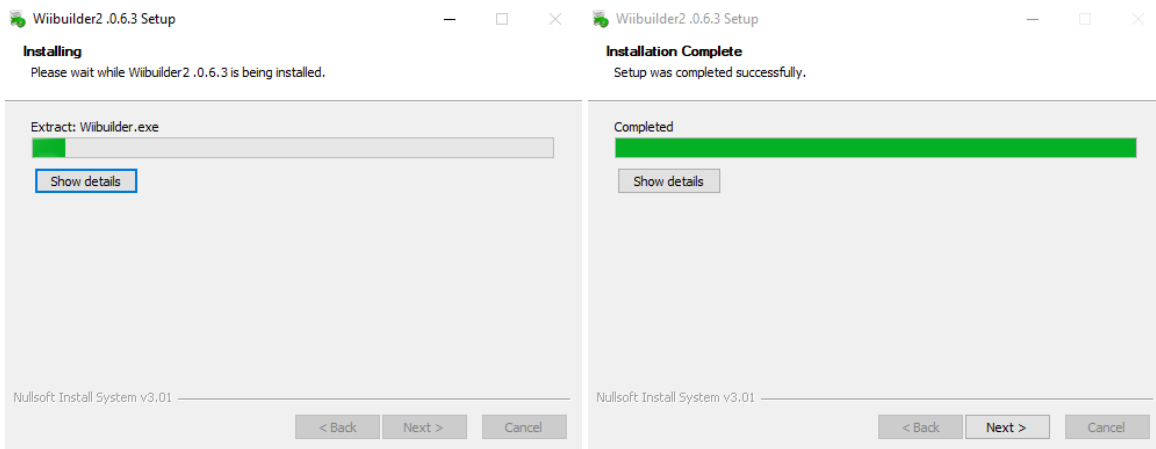 Wiibuilder2 .0.6.3 Setup
Installing
Please wait while Wiibuilder2 .0.6.3 is being installed.
Extract: Wiibuilder.exe
Show details
Nullsoft Install System v3.01
< Back
Next >
Cancel
Wiibuilder2 .0.6.3 Setup
Installation Complete
Setup was completed successfully.
Completed
Show details
Nullsoft Install System v3.01
< Back
Next >
Cancel